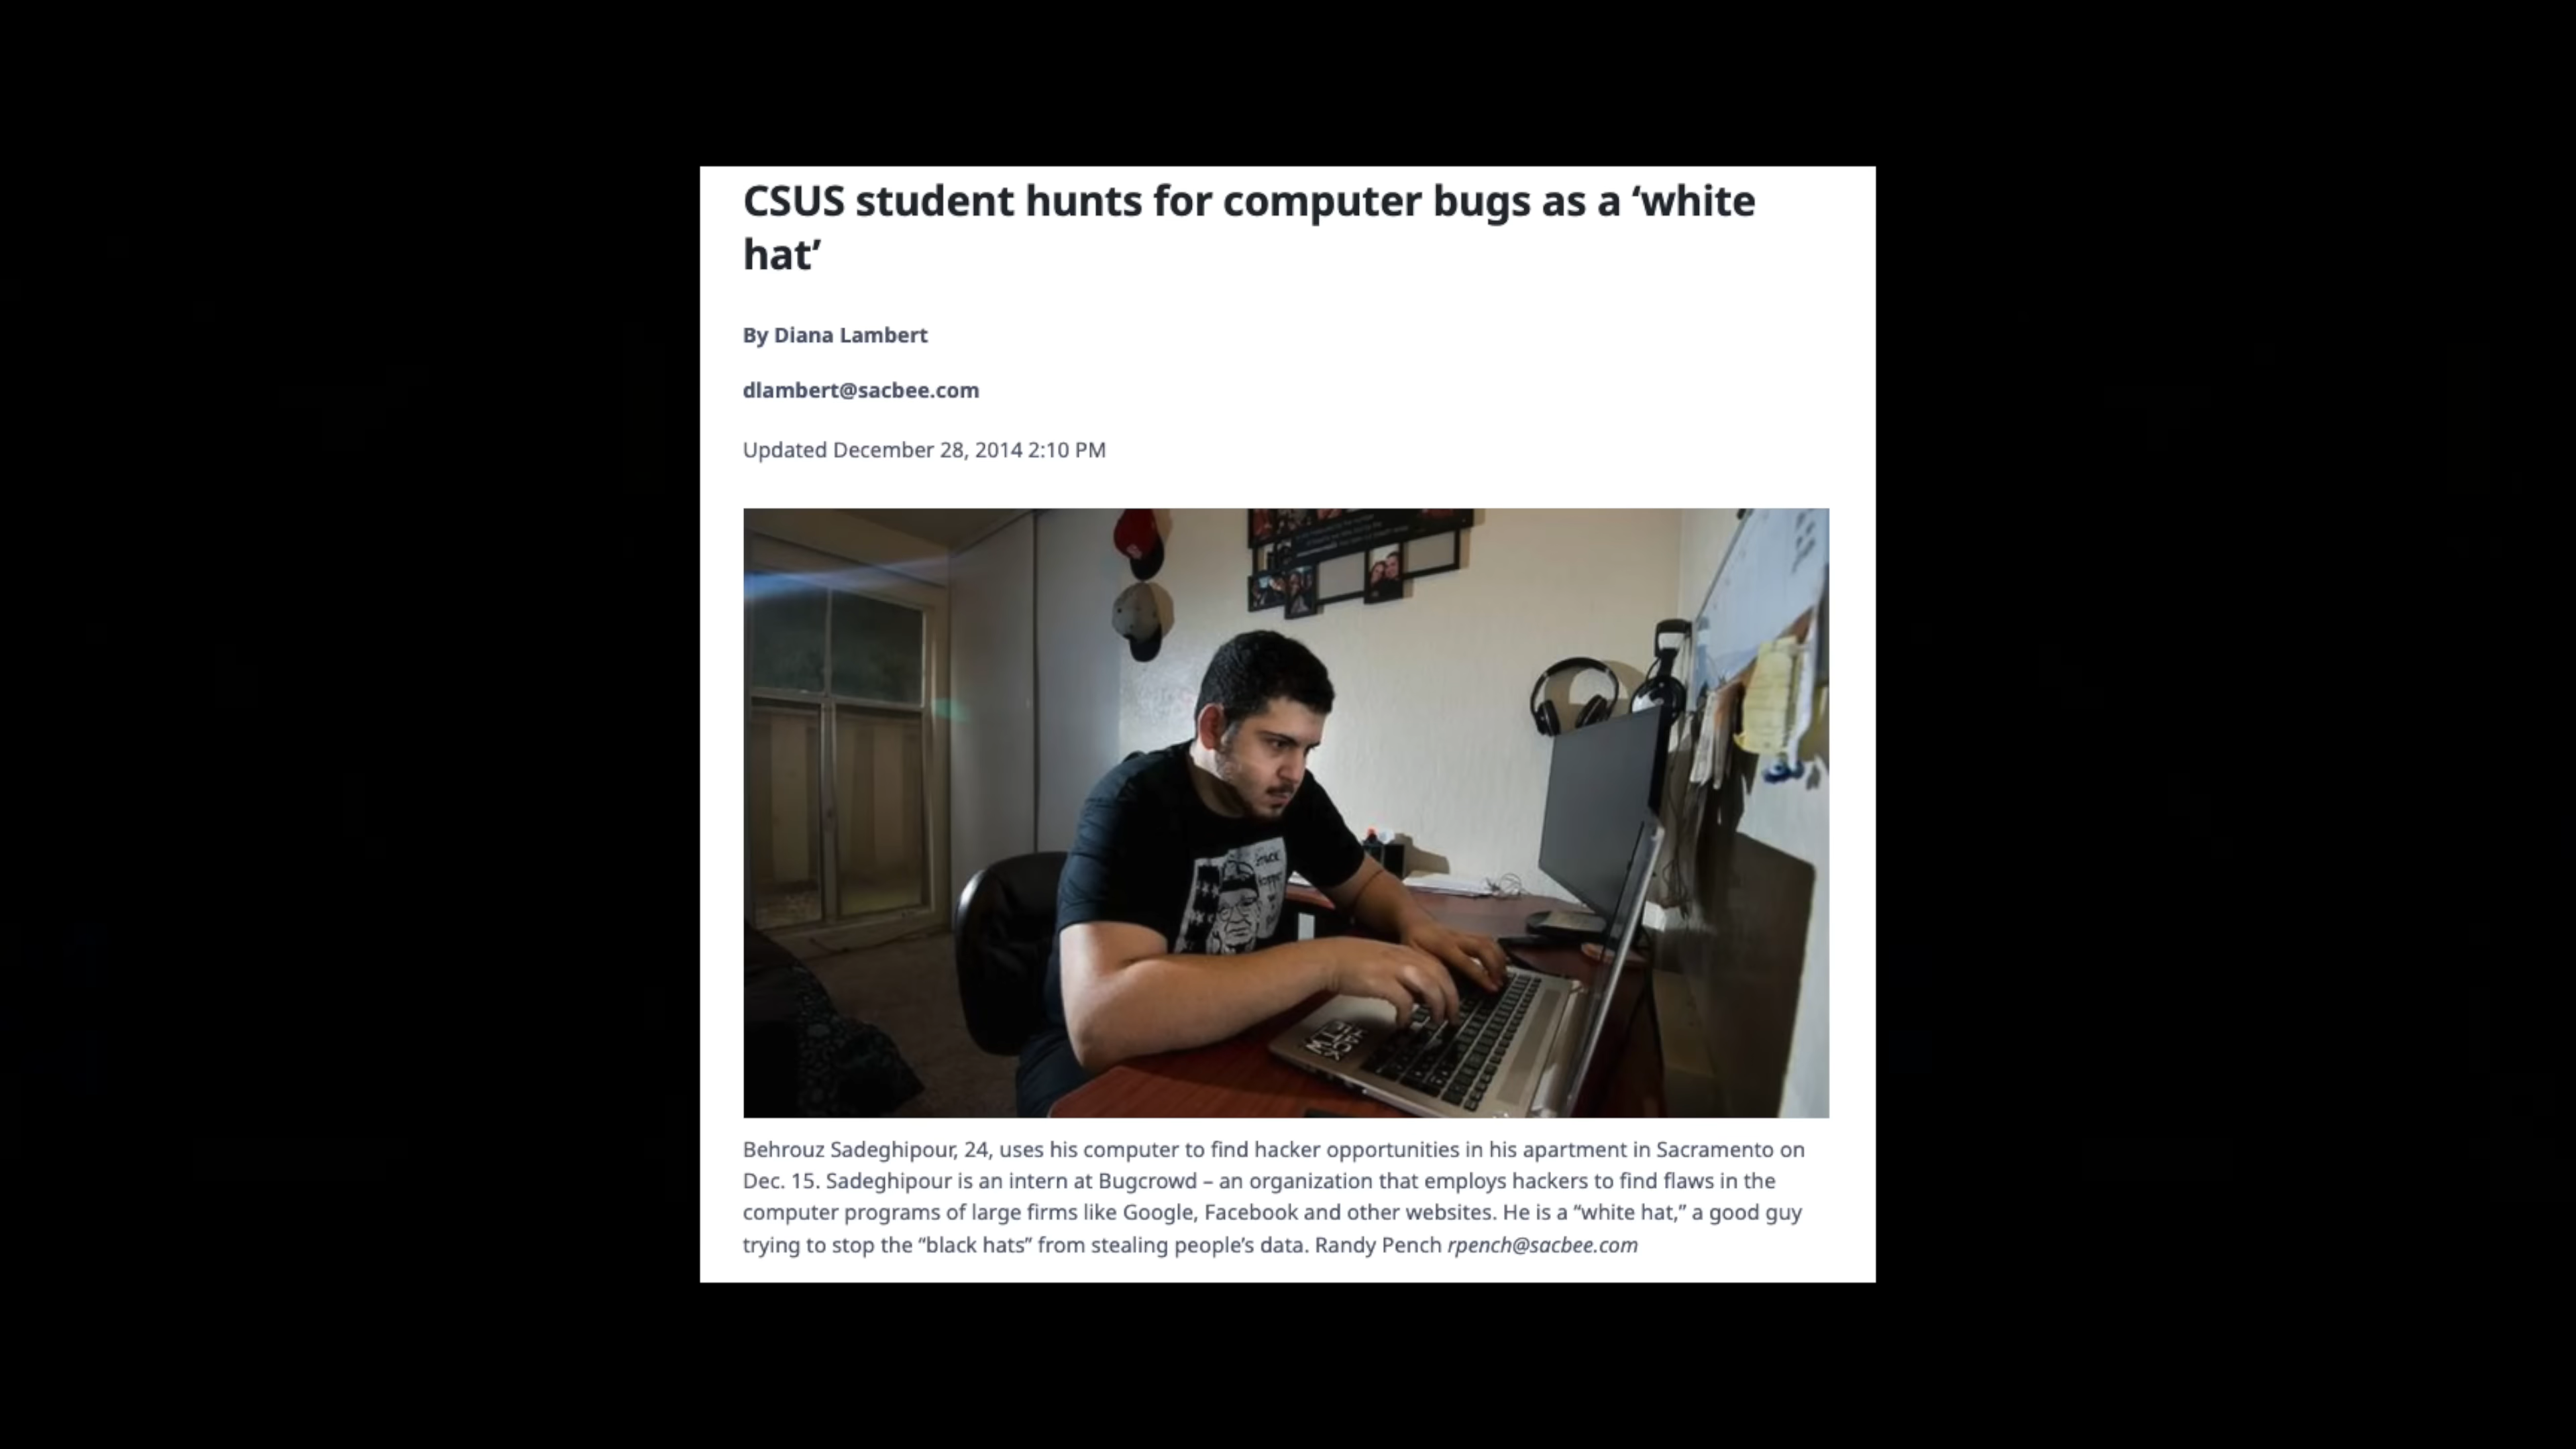 CSUS student hunts for computer bugs as a ‘white
hat’
By Diana Lambert
dlambert@sacbee.com
Updated December 28, 2014 2:10 PM
HACK
Behrouz Sadeghipour, 24, uses his computer to find hacker opportunities in his apartment in Sacramento on
Dec. 15. Sadeghipour is an intern at Bugcrowd – an organization that employs hackers to find flaws in the
computer programs of large firms like Google, Facebook and other websites. He is a “white hat,” a good guy
trying to stop the “black hats” from stealing people’s data. Randy Pench rpench@sacbee.com